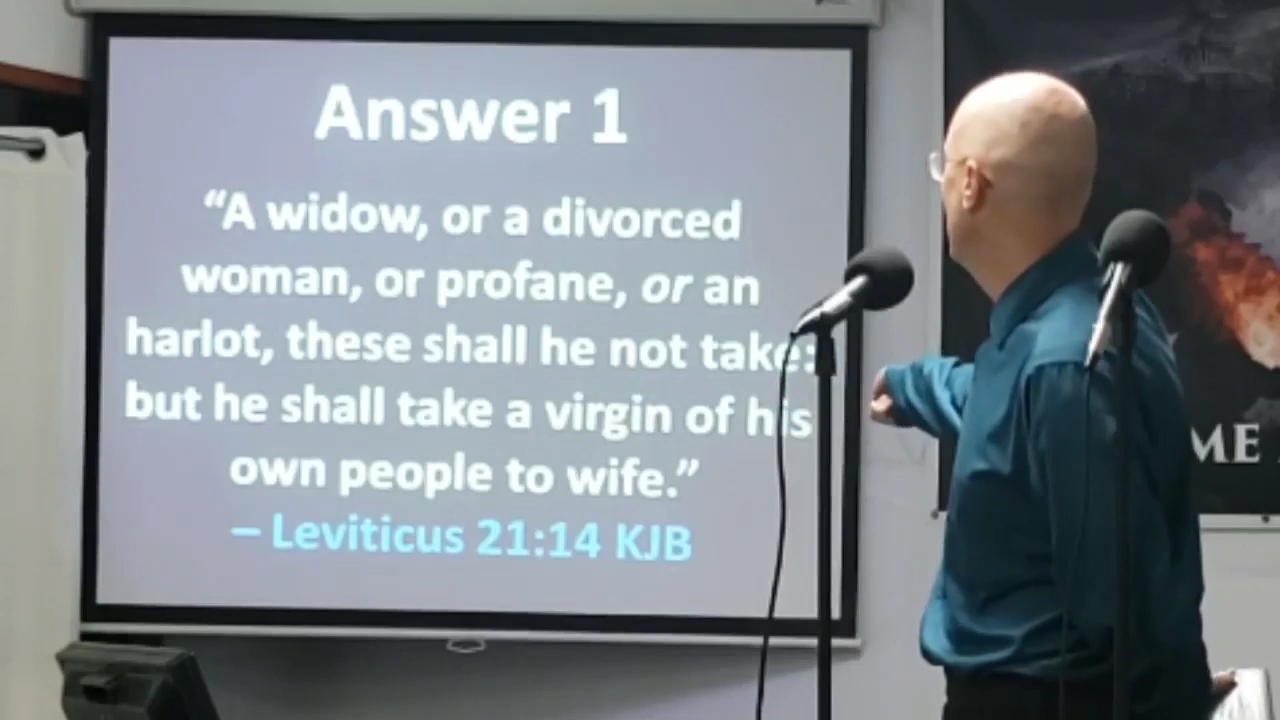 Answer 1
“A widow, or a divorced
woman, or profane, or an
harlot, these shall he not take:
but he shall take a virgin of his
own people to wife.”
– Leviticus 21:14 KJB
ME